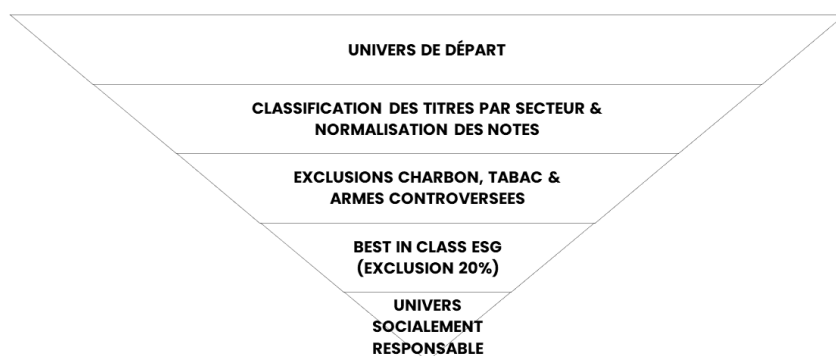 UNIVERS DE DÉPART
CLASSIFICATION DES TITRES PAR SECTEUR &
NORMALISATION DES NOTES
EXCLUSIONS CHARBON, TABAC &
ARMES CONTROVERSEES
BEST IN CLASS ESG
(EXCLUSION 20%)
UNIVERS
SOCIALEMENT
RESPONSABLE